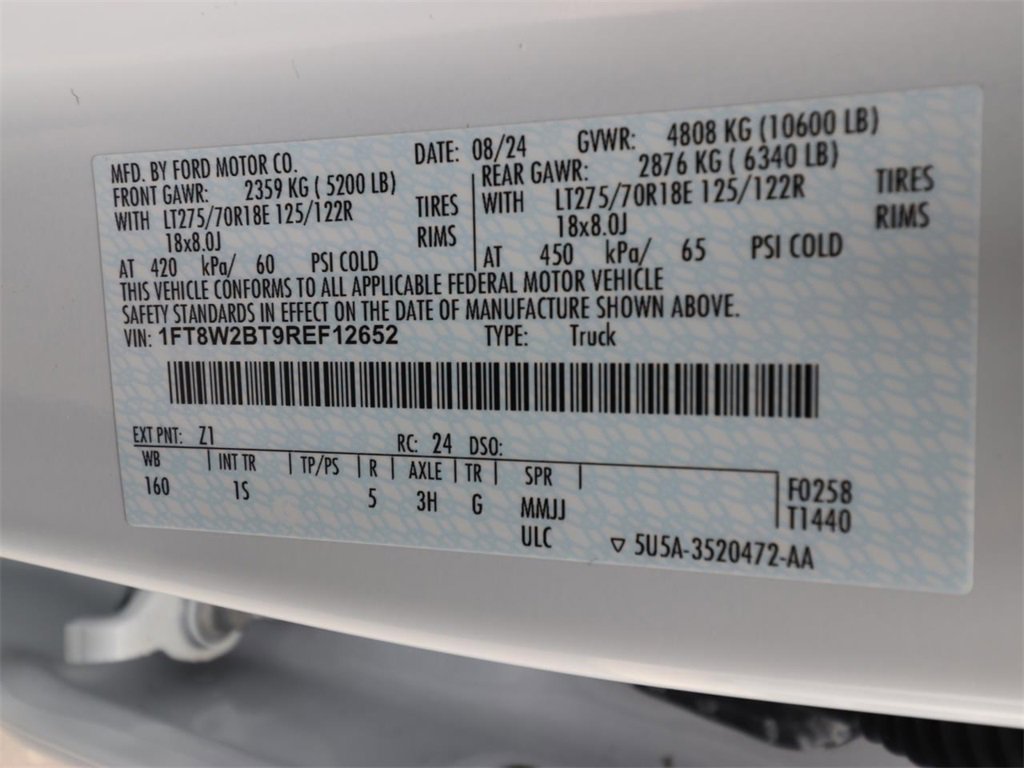 MFD. BY FORD MOTOR CO. DATE: 08/24 GVWR: 4808 KG (10600 LB)
FRONT GAWR: 2359 KG ( 5200 LB) REAR GAWR: 2876 KG ( 6340 LB)
WITH LT275/70R18E 125/122R TIRES WITH LT275/70R18E 125/122R TIRES
18x8.0J RIMS 18x8.0J RIMS
AT 420 kPa/ 60 PSI COLD AT 450 kPa/ 65 PSI COLD
THIS VEHICLE CONFORMS TO ALL APPLICABLE FEDERAL MOTOR VEHICLE
SAFETY STANDARDS IN EFFECT ON THE DATE OF MANUFACTURE SHOWN ABOVE.
VIN: 1FT8W2BT9REF12652 TYPE: Truck
EXT PNT: Z1 RC: 24 DSO:
WB INT TR TP/PS R AXLE TR SPR
160 1S 5 3H G MMJJ F0258
ULC T1440
5U5A-3520472-AA